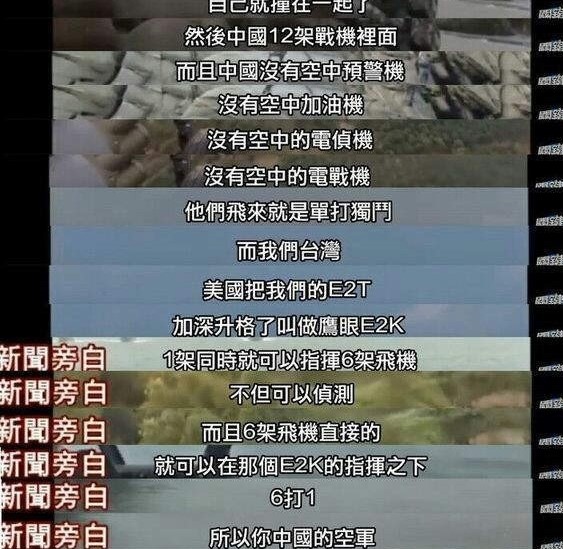 自己就撞在一起了
然後中國12架戰機裡面
而且中國沒有空中預警機
沒有空中加油機
沒有空中的電偵機
沒有空中的電戰機
他們飛來就是單打獨鬥
而我們台灣
美國把我們的E2T
加深升格了叫做鷹眼E2K
新聞旁白 1架同時就可以指揮6架飛機
新聞旁白 不但可以偵測
新聞旁白 而且6架飛機直接的
新聞旁白 就可以在那個E2K的指揮之下
新聞旁白 6打1
新聞旁白 所以你中國的空軍